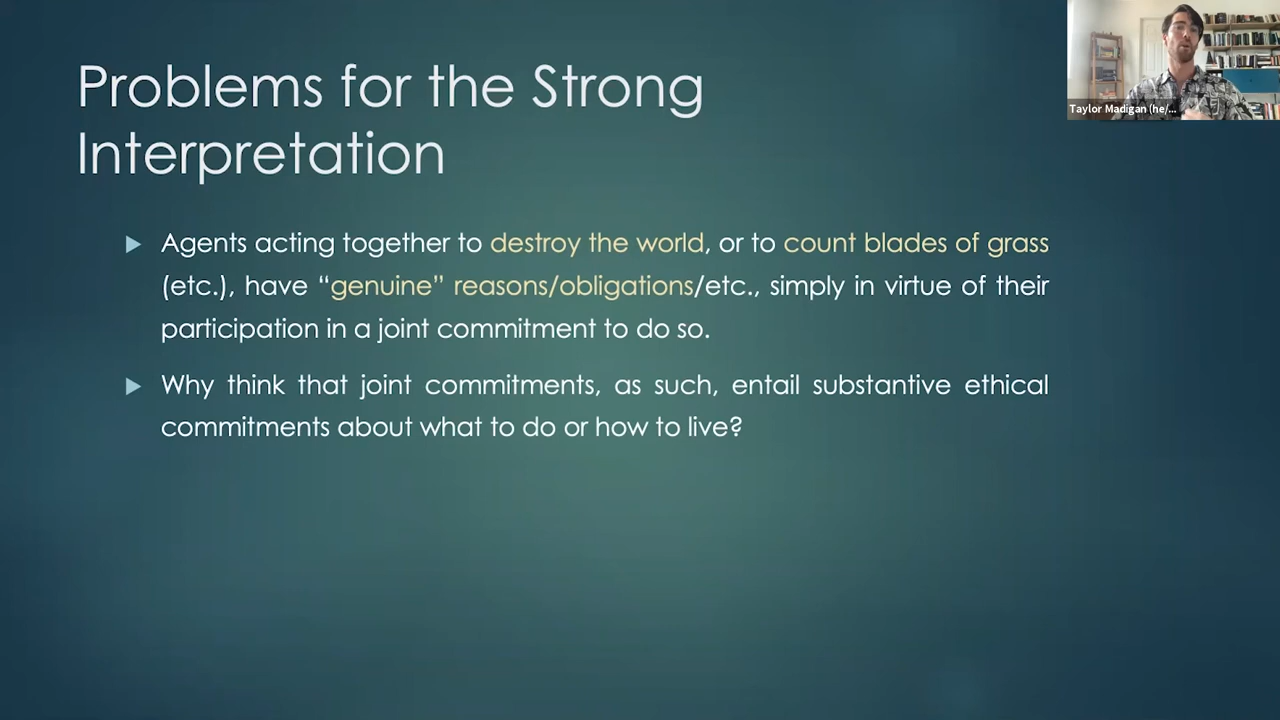 Problems for the Strong
Interpretation
Agents acting together to destroy the world, or to count blades of grass
(etc.), have “genuine” reasons/obligations/etc., simply in virtue of their
participation in a joint commitment to do so.
Why think that joint commitments, as such, entail substantive ethical
commitments about what to do or how to live?
Taylor Madigan (he/...